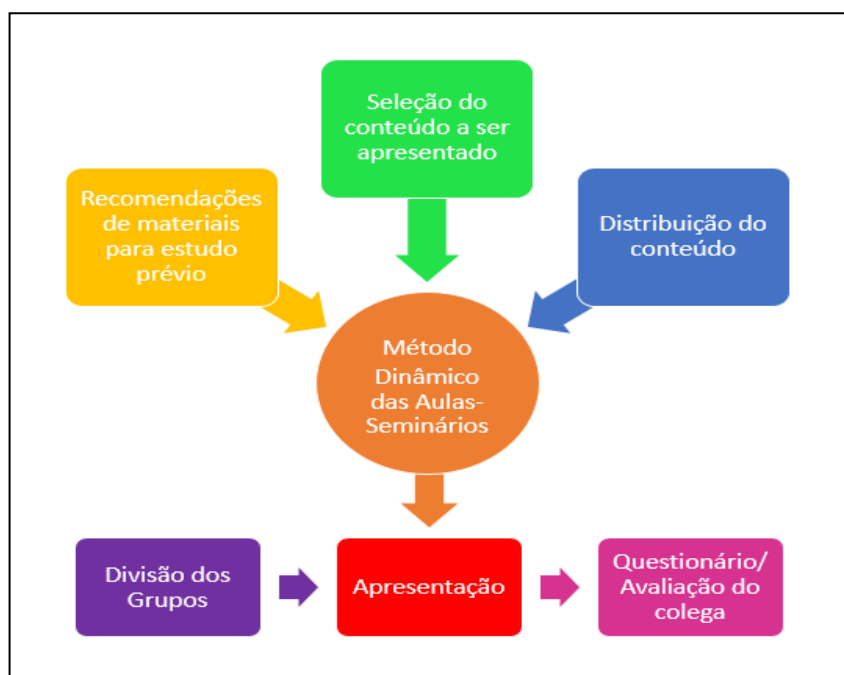 Seleção do
conteúdo a ser
apresentado
Recomendações
de materiais
para estudo
prévio
Distribuição do
conteúdo
Método
Dinâmico
das Aulas-
Seminários
Divisão dos
Grupos
Apresentação
Questionário/
Avaliação do
colega